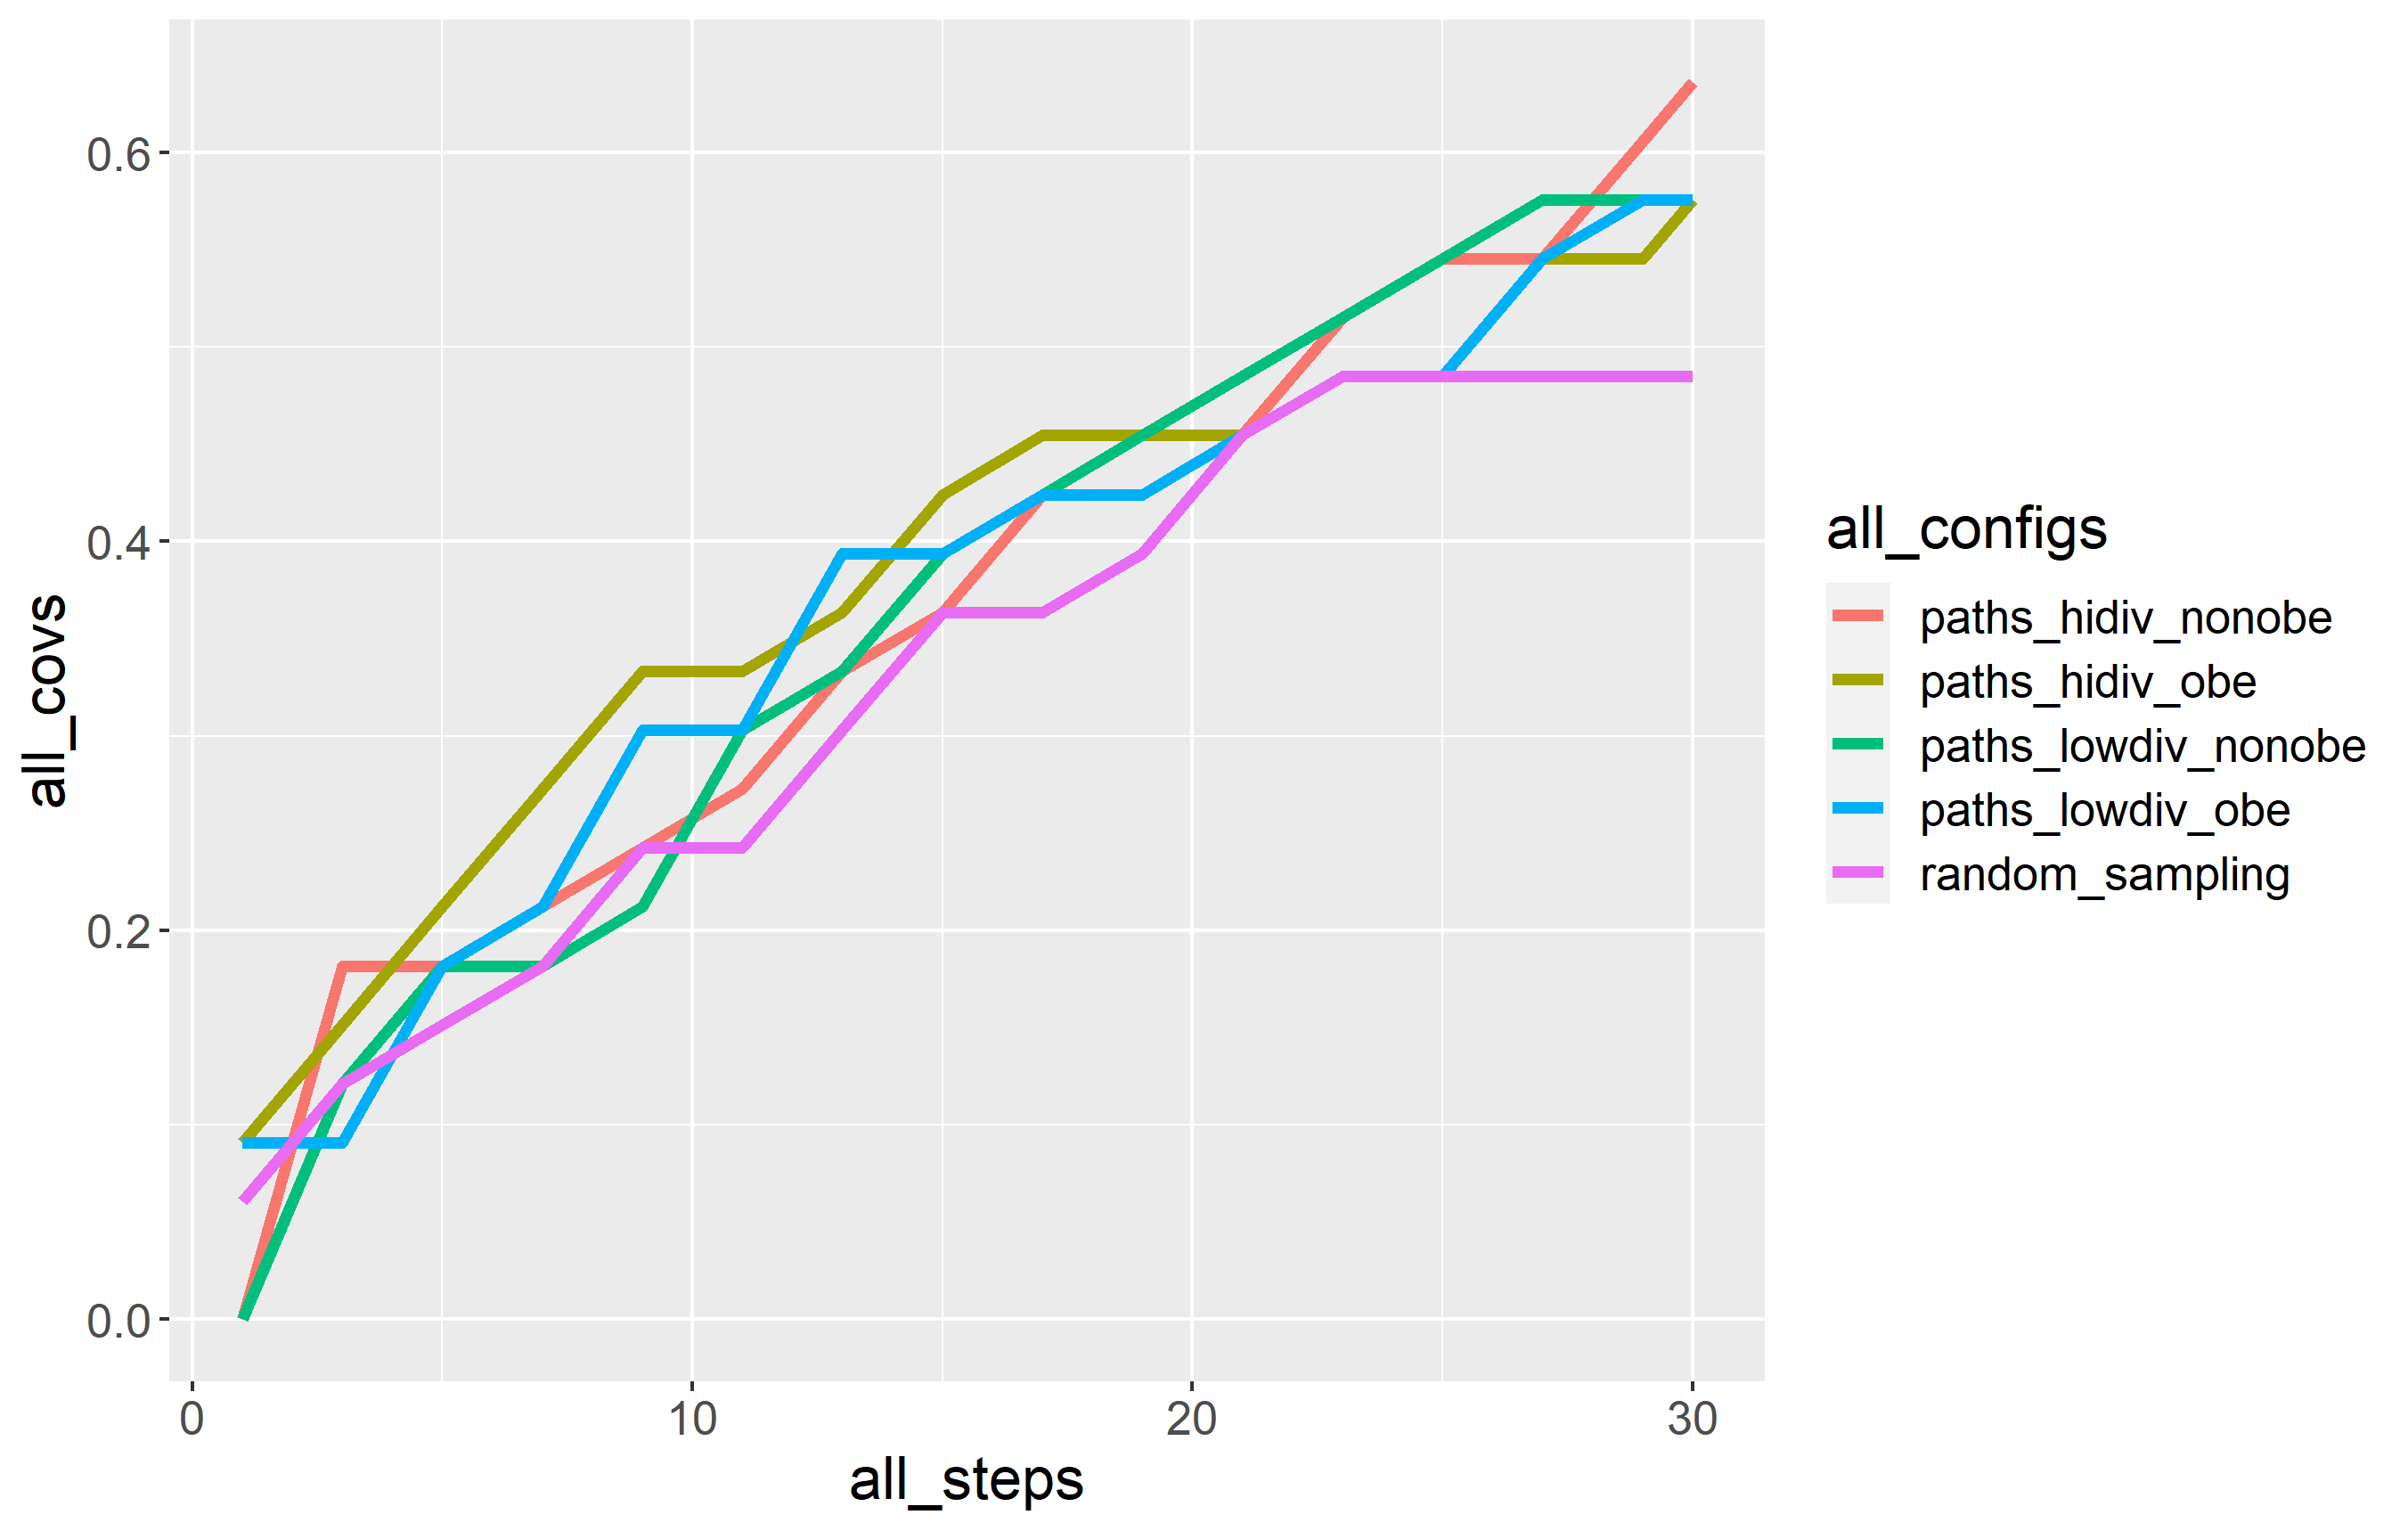 0.6
0.4
0.2
0.0
all_covs
0 10 20 30
all_steps
all_configs
paths_hidiv_nonobe
paths_hidiv_obe
paths_lowdiv_nonobe
paths_lowdiv_obe
random_sampling